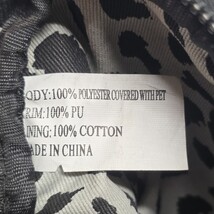 ODY: 100% POLYESTER COVERED WITH PET
RIM: 100% PU
INING: 100% COTTON
ADE IN CHINA